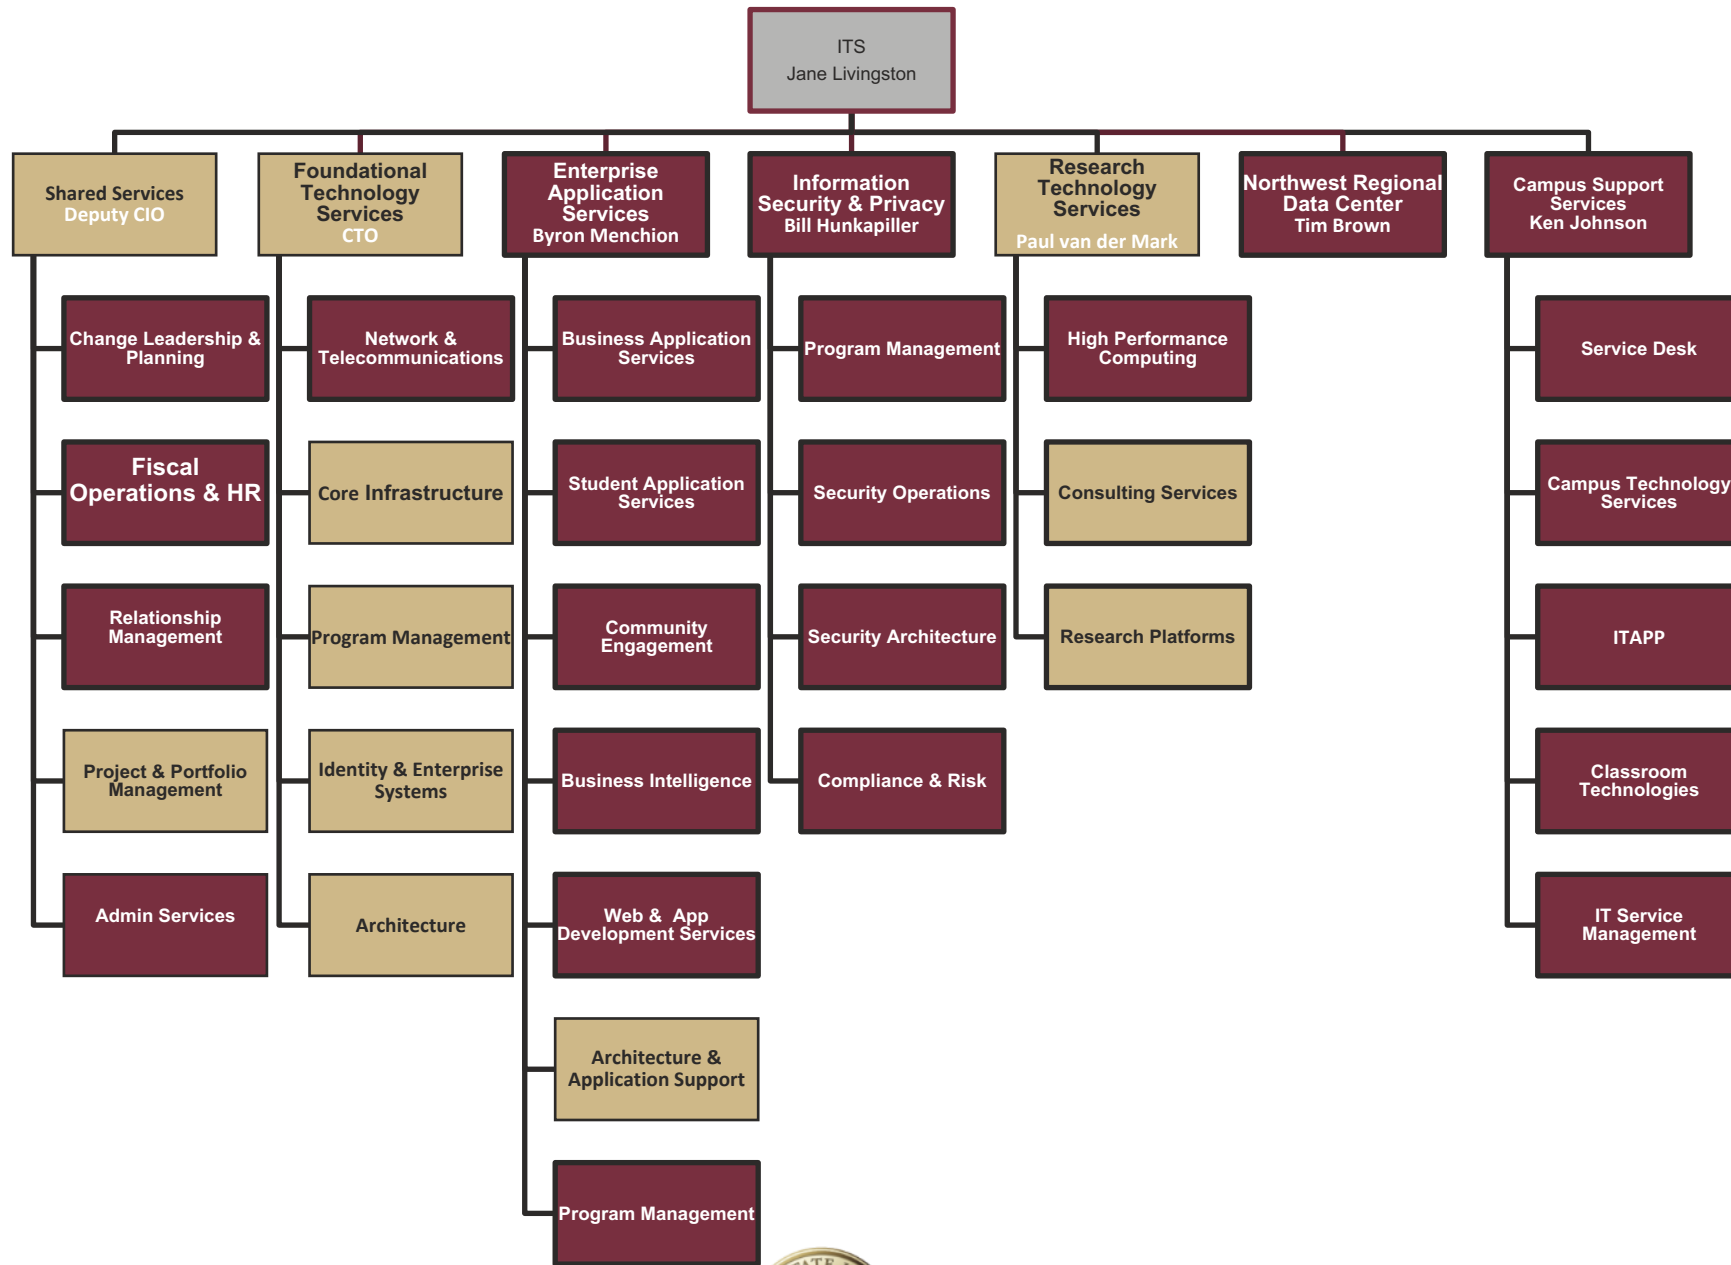 ITS
Jane Livingston
Shared Services
Deputy CIO
Foundational
Technology
Services
CTO
Enterprise
Application
Services
Byron Menchion
Information
Security & Privacy
Bill Hunkapiller
Research
Technology
Services
Paul van der Mark
Northwest Regional
Data Center
Tim Brown
Campus Support
Services
Ken Johnson
Change Leadership &
Planning
Fiscal
Operations & HR
Relationship
Management
Project & Portfolio
Management
Admin Services
Network &
Telecommunications
Core Infrastructure
Program Management
Identity & Enterprise
Systems
Architecture
Business Application
Services
Student Application
Services
Community
Engagement
Business Intelligence
Web & App
Development Services
Architecture &
Application Support
Program Management
Program Management
Security Operations
Security Architecture
Compliance & Risk
High Performance
Computing
Consulting Services
Research Platforms
Service Desk
Campus Technology
Services
ITAPP
Classroom
Technologies
IT Service
Management